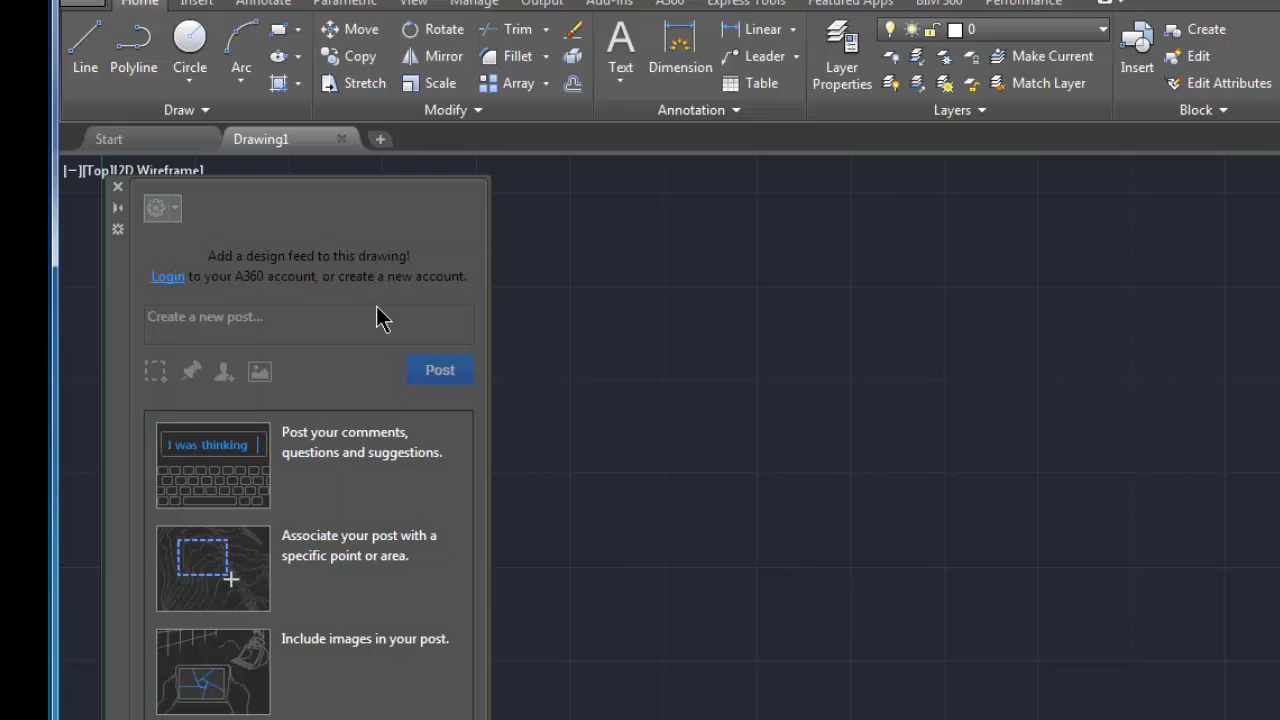 Home Insert Annotate Parametric View Manage Output Add-ins A360 Express Tools Featured Apps BIM 360 Performance
Line
Polyline
Circle
Arc
Draw
Move
Copy
Stretch
Rotate
Mirror
Scale
Trim
Fillet
Array
Modify
Text
Dimension
Linear
Leader
Table
Annotation
Layer
Properties
0
Make Current
Match Layer
Layers
Insert
Create
Edit
Edit Attributes
Block
Start
Drawing1
[−][Top][2D Wireframe]
Add a design feed to this drawing!
Login to your A360 account, or create a new account.
Create a new post...
Post
I was thinking
Post your comments,
questions and suggestions.
Associate your post with a
specific point or area.
Include images in your post.